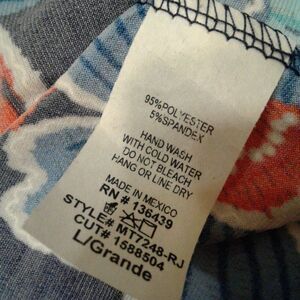 95%POLYESTER
5%SPANDEX
HAND WASH
WITH COLD WATER
DO NOT BLEACH
HANG OR LINE DRY
MADE IN MEXICO
RN # 136439
STYLE# MT7248-RJ
CUT# 1588504
L/Grande